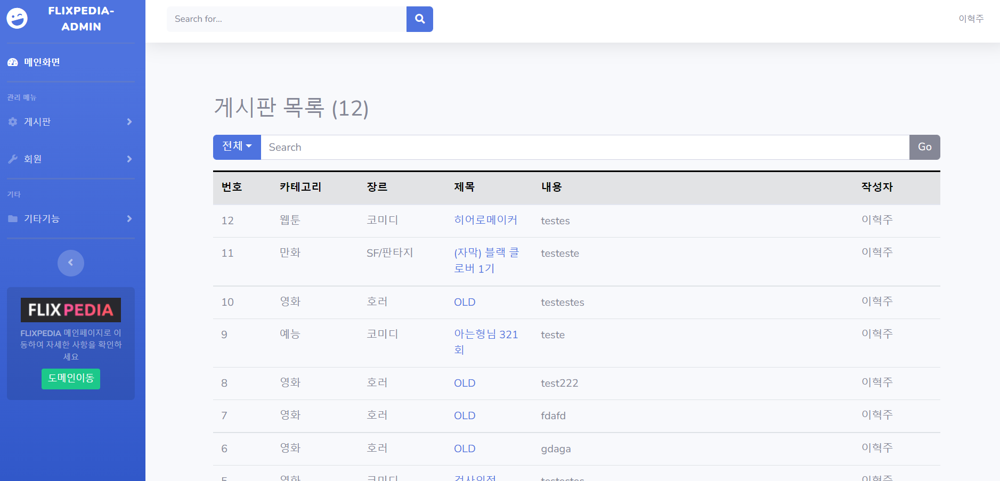 FLIXPEDIA-
ADMIN
Search for...
이혁주
메인화면
관리 메뉴
게시판
회원
기타
기타기능
FLIXPEDIA
FLIXPEDIA 메인페이지로 이
동하여 자세한 사항을 확인하
세요
도메인이동
게시판 목록 (12)
전체 Search Go
번호 카테고리 장르 제목 내용 작성자
12 웹툰 코미디 히어로메이커 testes 이혁주
11 만화 SF/판타지 (자막) 블랙 클 testeste 이혁주
로버 1기
10 영화 호러 OLD testestes 이혁주
9 예능 코미디 아는형님 321 teste 이혁주
회
8 영화 호러 OLD test222 이혁주
7 영화 호러 OLD fdafd 이혁주
6 영화 호러 OLD gdaga 이혁주
5 영화 코미디 testestes 이혁주